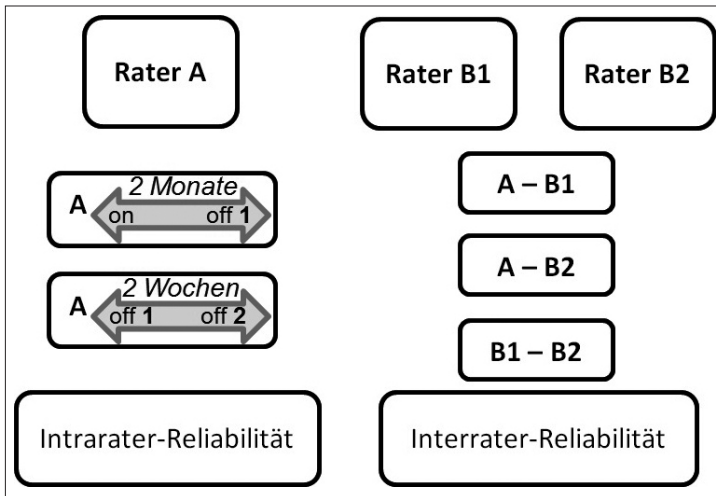 Rater A
Rater B1
Rater B2
2 Monate
A
on
off 1
2 Wochen
A
off 1
off 2
A – B1
A – B2
B1 – B2
Intrarater-Reliabilität
Interrater-Reliabilität